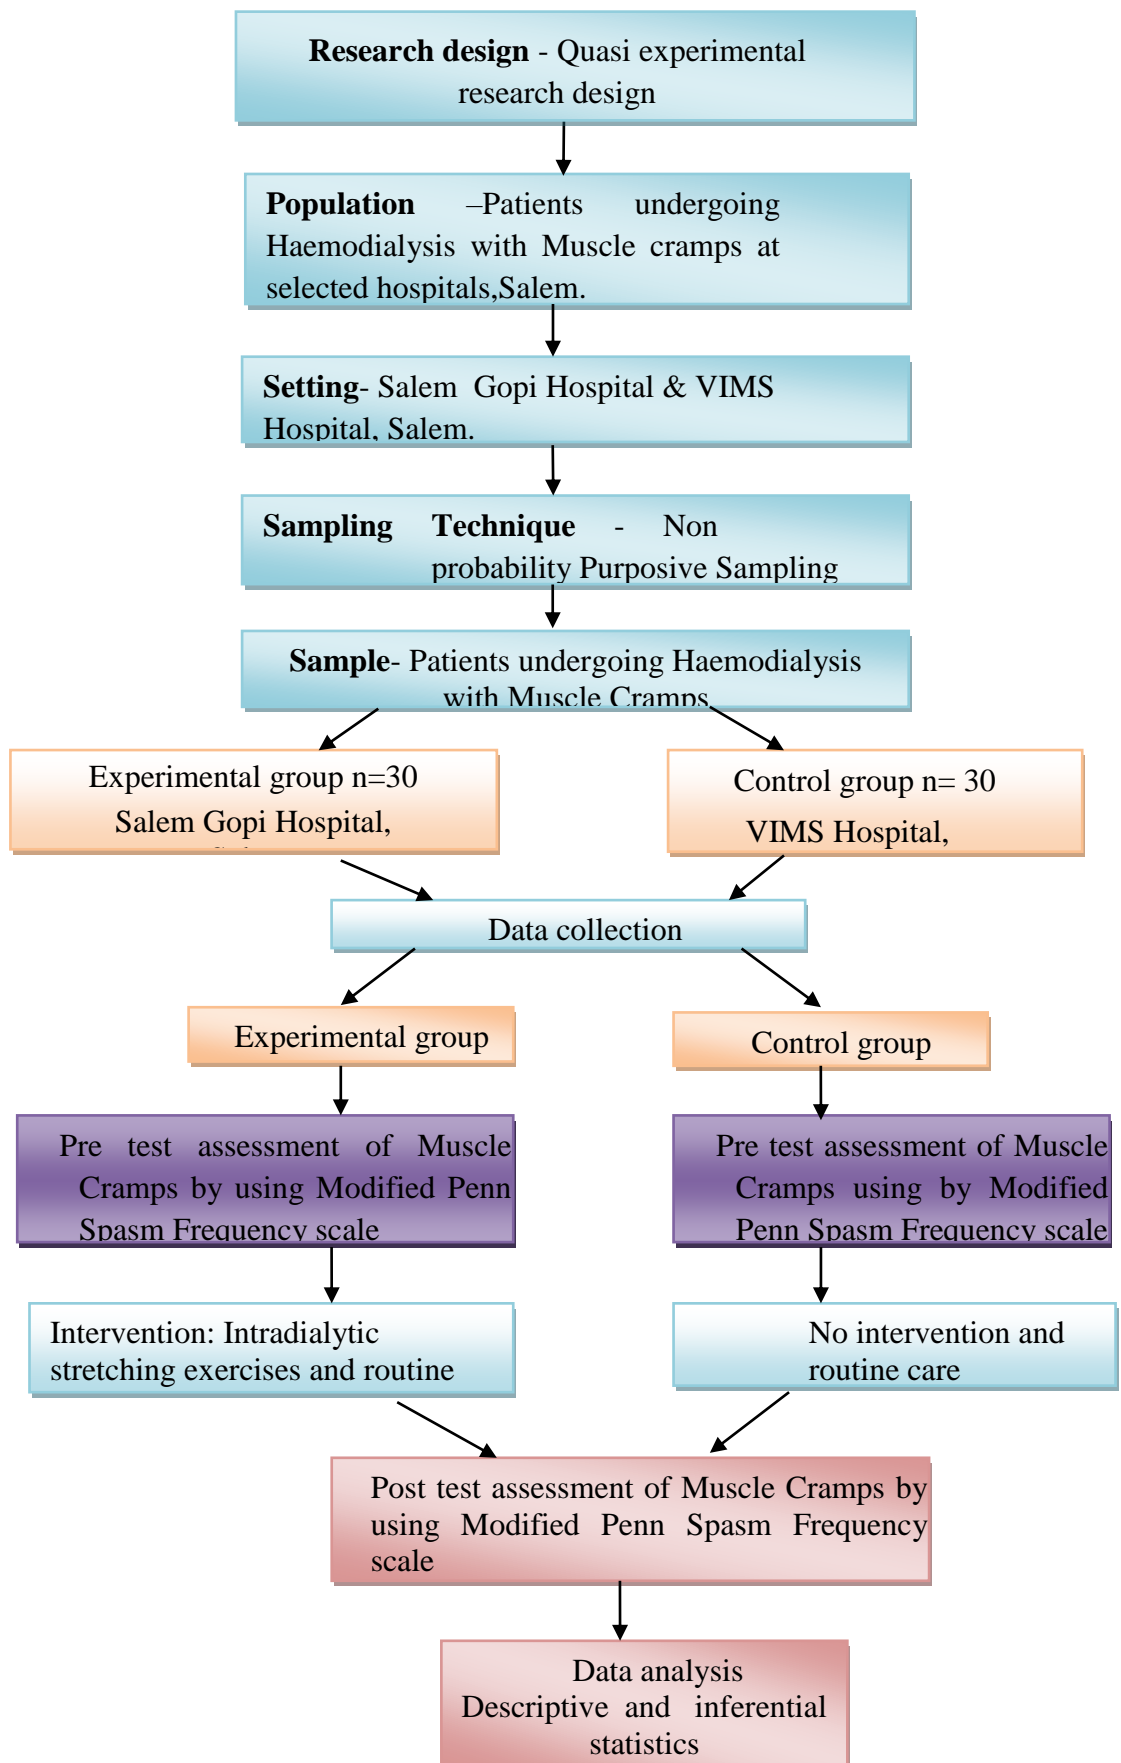 Research design - Quasi experimental
research design
Population –Patients undergoing
Haemodialysis with Muscle cramps at
selected hospitals,Salem.
Setting- Salem Gopi Hospital & VIMS
Hospital, Salem.
Sampling Technique - Non
probability Purposive Sampling
Sample- Patients undergoing Haemodialysis
with Muscle Cramps
Experimental group n=30
Salem Gopi Hospital,
Control group n= 30
VIMS Hospital,
Data collection
Experimental group
Control group
Pre test assessment of Muscle
Cramps by using Modified Penn
Spasm Frequency scale
Pre test assessment of Muscle
Cramps using by Modified
Penn Spasm Frequency scale
Intervention: Intradialytic
stretching exercises and routine
No intervention and
routine care
Post test assessment of Muscle Cramps by
using Modified Penn Spasm Frequency
scale
Data analysis
Descriptive and inferential
statistics